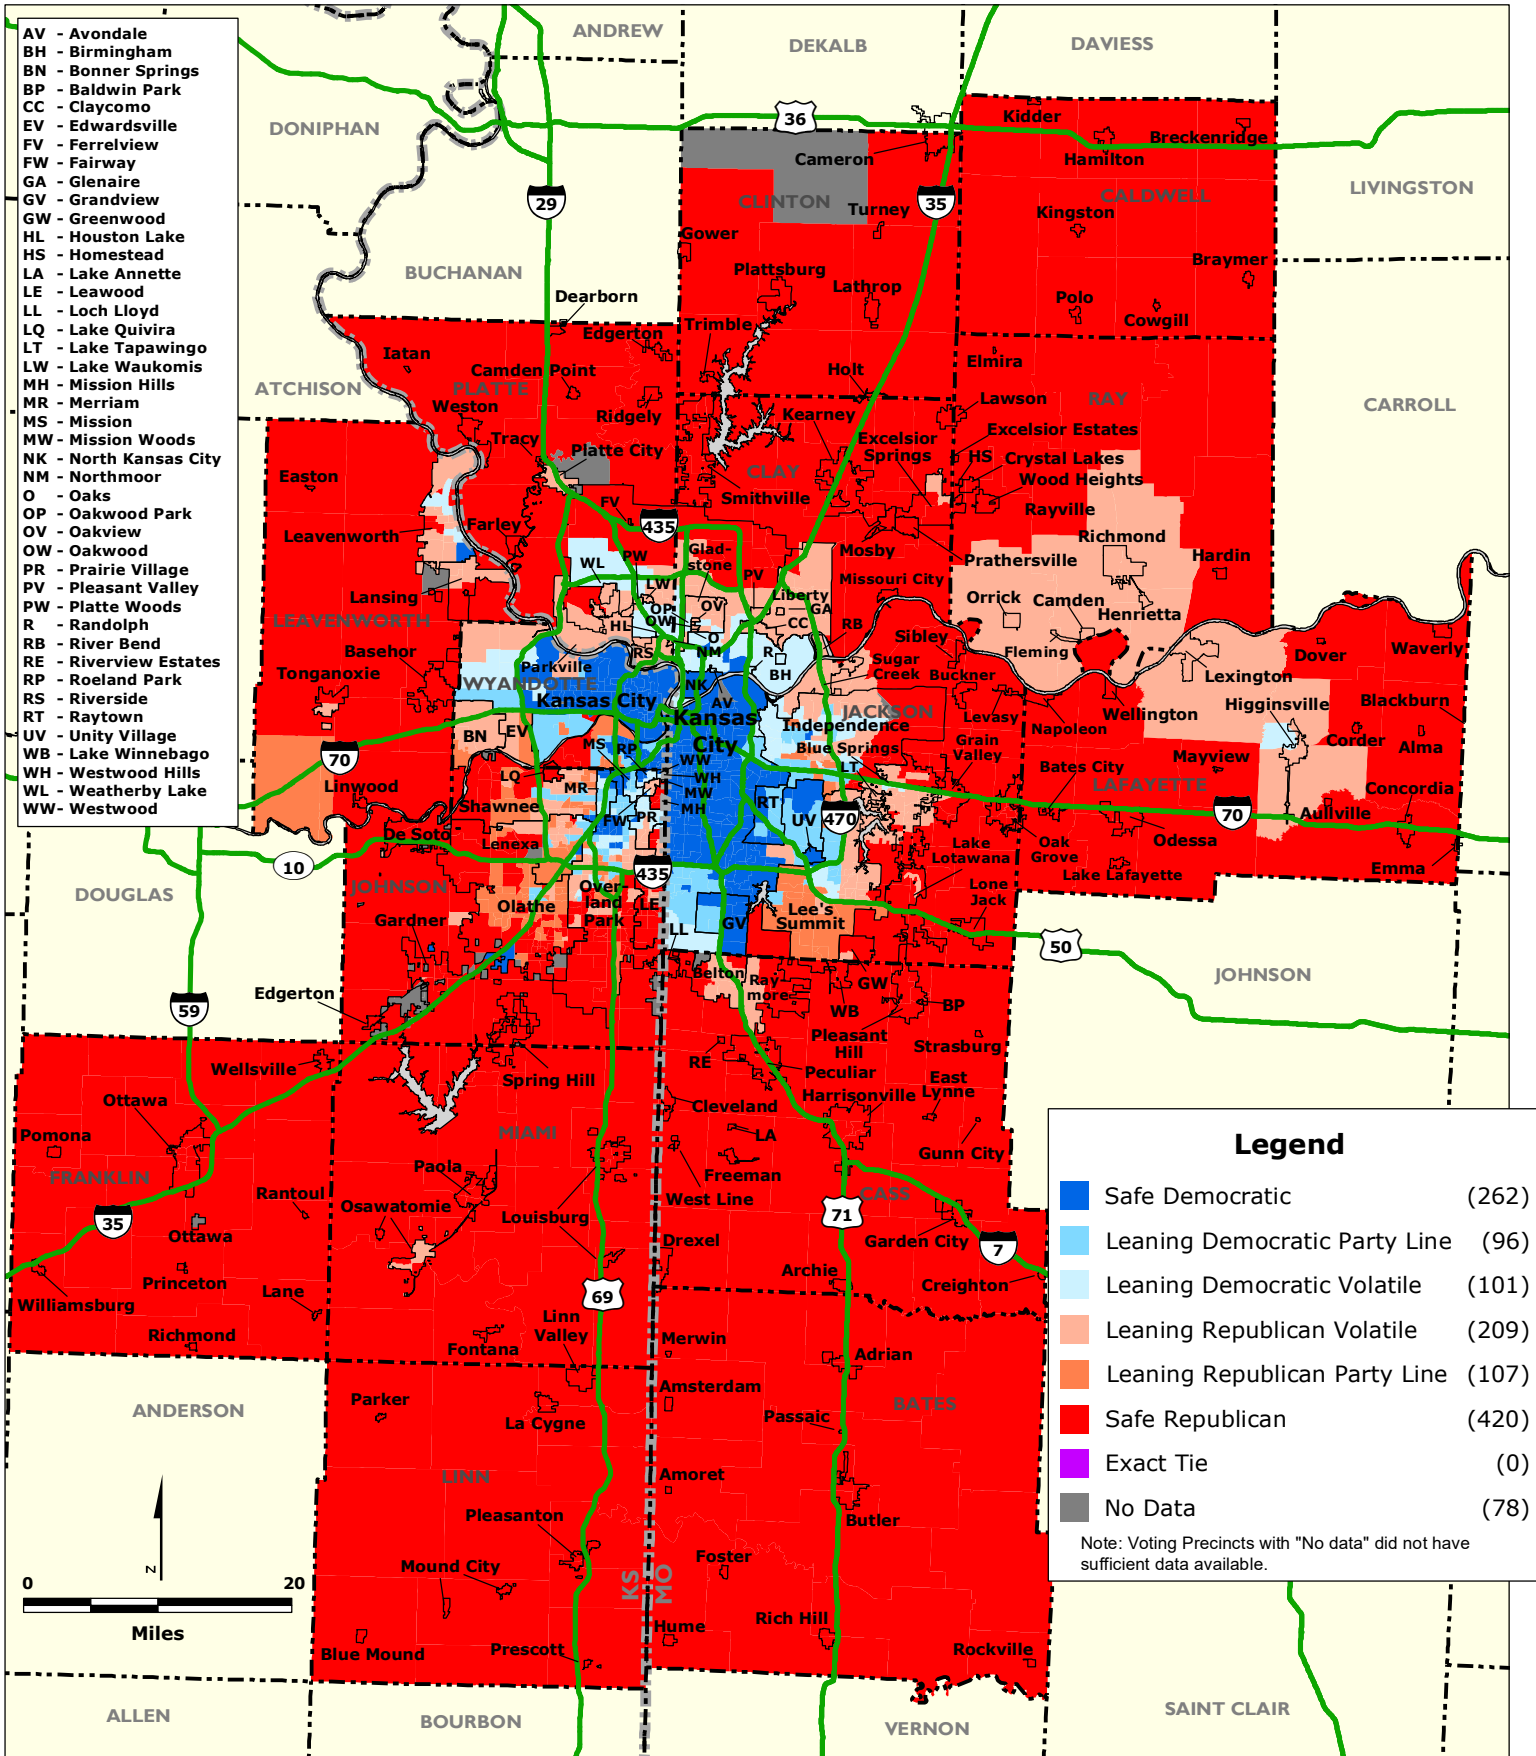 AV - Avondale
BH - Birmingham
BN - Bonner Springs
BP - Baldwin Park
CC - Claycomo
EV - Edwardsville
FV - Ferrelview
FW - Fairway
GA - Glenaire
GV - Grandview
GW - Greenwood
HL - Houston Lake
HS - Homestead
LA - Lake Annette
LE - Leawood
LL - Loch Lloyd
LQ - Lake Quivira
LT - Lake Tapawingo
LW - Lake Waukomis
MH - Mission Hills
MR - Merriam
MS - Mission
MW - Mission Woods
NK - North Kansas City
NM - Northmoor
O - Oaks
OP - Oakwood Park
OV - Oakview
OW - Oakwood
PR - Prairie Village
PV - Pleasant Valley
PW - Platte Woods
R - Randolph
RB - River Bend
RE - Riverview Estates
RP - Roeland Park
RS - Riverside
RT - Raytown
UV - Unity Village
WB - Lake Winnebago
WH - Westwood Hills
WL - Weatherby Lake
WW- Westwood
ANDREW
DEKALB
DAVIESS
DONIPHAN
36
Kidder
Breckenridge
Hamilton
Cameron
CLINTON
CALDWELL
LIVINGSTON
29
35
Turney
Kingston
Gower
BUCHANAN
Plattsburg
Braymer
Lathrop
Dearborn
Polo
Cowgill
Edgerton
Trimble
Iatan
Camden Point
Elmira
ATCHISON
PLATTE
Holt
Weston
Ridgely
Kearney
Lawson
RAY
CARROLL
Tracy
Platte City
Excelsior
Springs
Excelsior Estates
HS
Crystal Lakes
Wood Heights
Easton
CLAY
Smithville
FV
Rayville
Leavenworth
Farley
435
Richmond
PW
Glad-
stone
Mosby
Prathersville
Hardin
WL
PV
Missouri City
Lansing
LW
Liberty
GA
Orrick
Camden
Henrietta
LEAVENWORTH
OP
OV
OW
HL
O
CC
RB
Sibley
Basehor
RS
NM
R
Fleming
Dover
Waverly
Tonganoxie
Parkville
BH
Sugar
Creek
Buckner
Lexington
WYANDOTTE
NK
Kansas City
AV
Kansas
City
JACKSON
Levasy
Napoleon
Wellington
Higginsville
Blackburn
Independence
BN
EV
MS
RP
Blue Springs
Grain
Valley
Corder
Alma
70
WW
LT
Bates City
Mayview
LQ
WH
Linwood
MR
MW
LAFAYETTE
Concordia
Shawnee
MH
RT
470
70
FW
PR
UV
Aullville
De Soto
Lenexa
Oak
Grove
Odessa
10
435
Lake
Lotawana
Lake Lafayette
Emma
DOUGLAS
JOHNSON
Over-
land
Park
LE
Lone
Jack
Olathe
Lee's
Summit
Gardner
LL
GV
50
JOHNSON
Belton
Ray
more
GW
Edgerton
59
WB
BP
Pleasant
Hill
Strasburg
Wellsville
RE
Peculiar
Spring Hill
East
Lynne
Ottawa
Cleveland
Harrisonville
Pomona
MIAMI
LA
Gunn City
FRANKLIN
Paola
Freeman
Rantoul
West Line
CASS
Osawatomie
Louisburg
35
71
Ottawa
Drexel
Garden City
7
Princeton
Archie
Creighton
Lane
69
Williamsburg
Linn
Valley
Richmond
Merwin
Fontana
Adrian
Amsterdam
ANDERSON
Parker
La Cygne
Passaic
BATES
LINN
Amoret
Pleasanton
Butler
Mound City
Foster
KS
MO
Hume
Rich Hill
Blue Mound
Prescott
Rockville
ALLEN
BOURBON
VERNON
SAINT CLAIR
N
0 20
Miles
Legend
Safe Democratic (262)
Leaning Democratic Party Line (96)
Leaning Democratic Volatile (101)
Leaning Republican Volatile (209)
Leaning Republican Party Line (107)
Safe Republican (420)
Exact Tie (0)
No Data (78)
Note: Voting Precincts with "No data" did not have
sufficient data available.